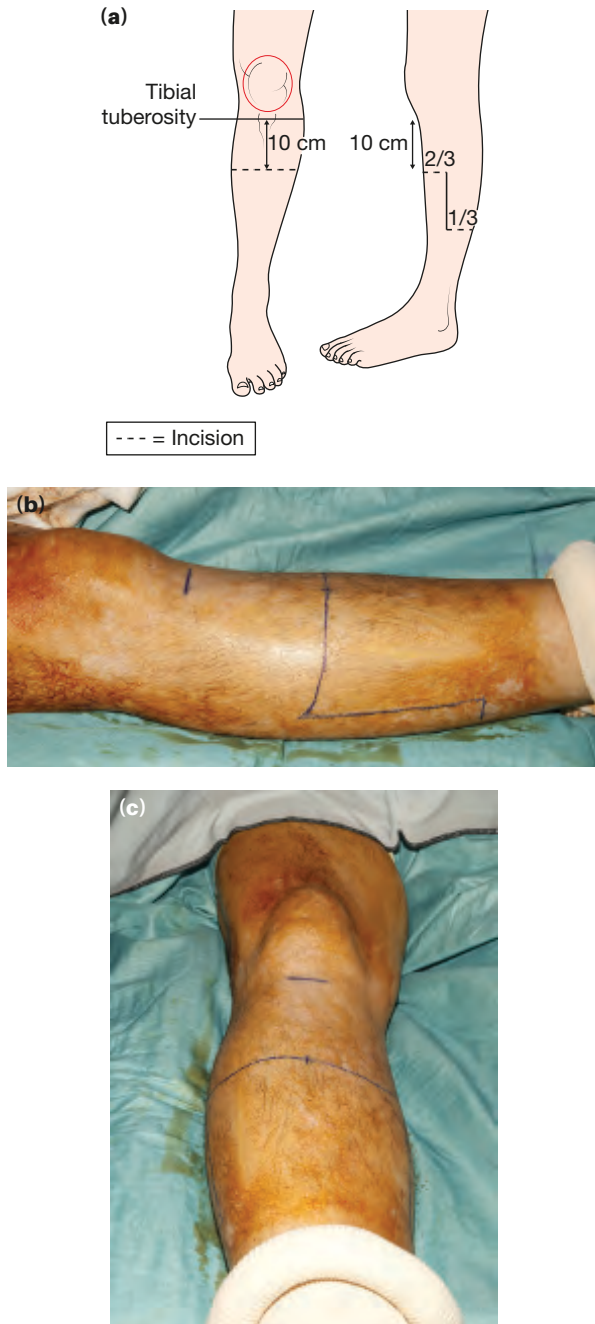 (a)
Tibial
tuberosity
10 cm
10 cm
2/3
1/3
--- = Incision
(b)
(c)